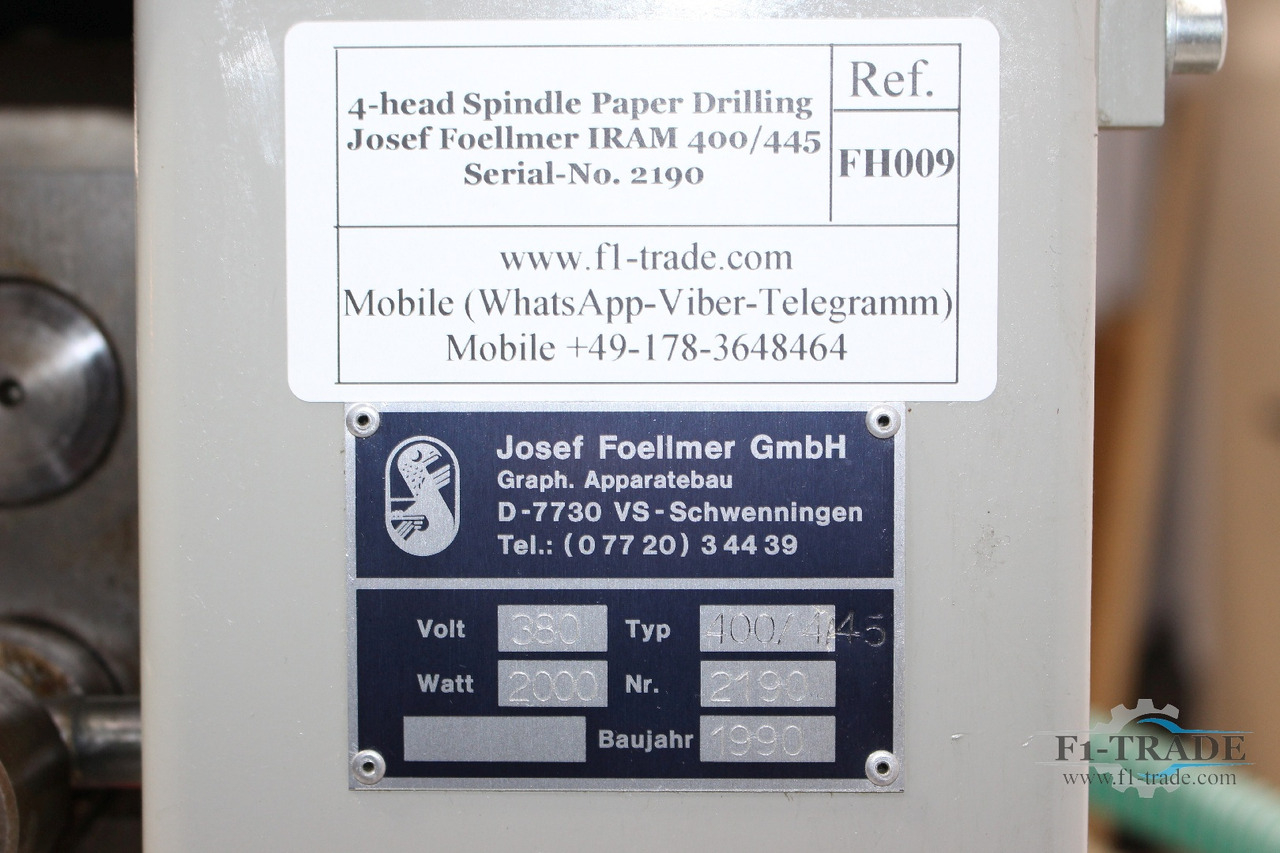 4-head Spindle Paper Drilling
Josef Foellmer IRAM 400/445
Serial-No. 2190
Ref.
FH009
www.f1-trade.com
Mobile (WhatsApp-Viber-Telegramm)
Mobile +49-178-3648464
Josef Foellmer GmbH
Graph. Apparatebau
D-7730 VS-Schwenningen
Tel.: (0 77 20) 3 44 39
Volt 380 Typ 400/445
Watt 2000 Nr. 2190
Baujahr 1990
F1-TRADE
www.f1-trade.com